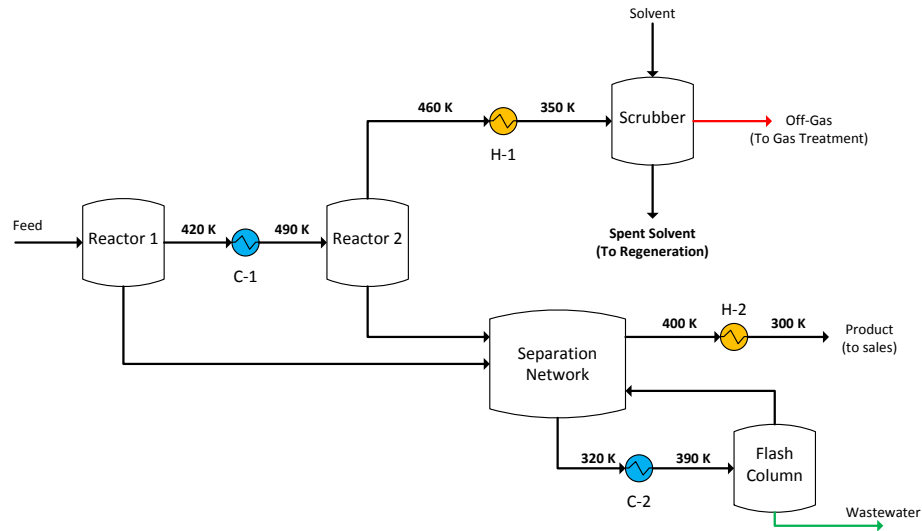 Solvent
460 K
350 K
H-1
Scrubber
Off-Gas
(To Gas Treatment)
Feed
Reactor 1
420 K
490 K
C-1
Reactor 2
Spent Solvent
(To Regeneration)
Separation
Network
400 K
H-2
300 K
Product
(to sales)
320 K
390 K
C-2
Flash
Column
Wastewater